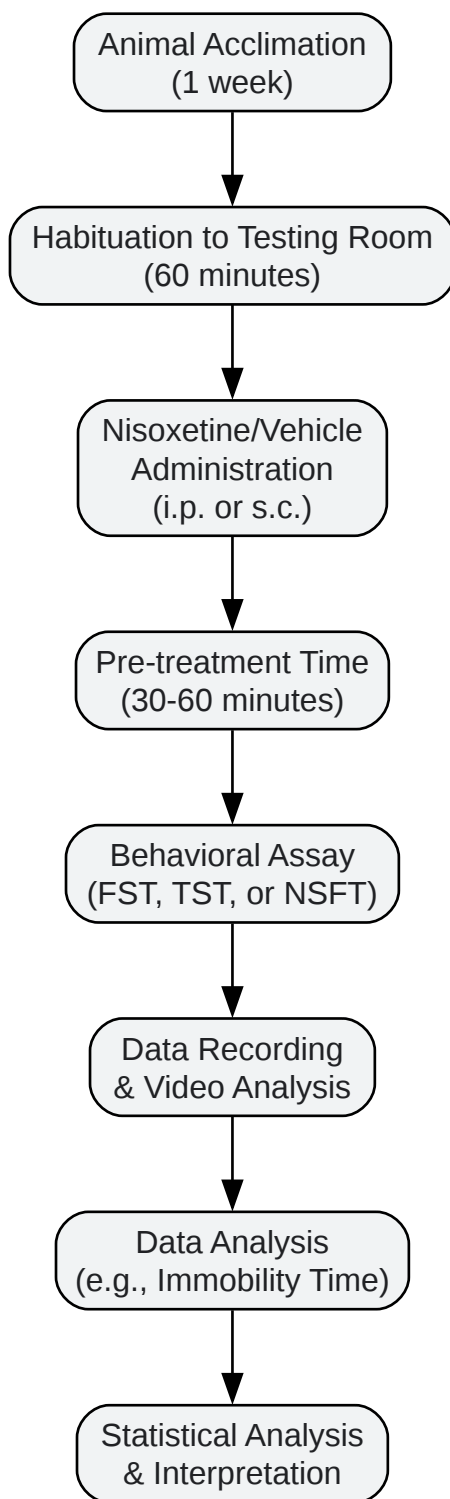 Animal Acclimation
(1 week)
Habituation to Testing Room
(60 minutes)
Nisoxetine/Vehicle
Administration
(i.p. or s.c.)
Pre-treatment Time
(30-60 minutes)
Behavioral Assay
(FST, TST, or NSFT)
Data Recording
& Video Analysis
Data Analysis
(e.g., Immobility Time)
Statistical Analysis
& Interpretation